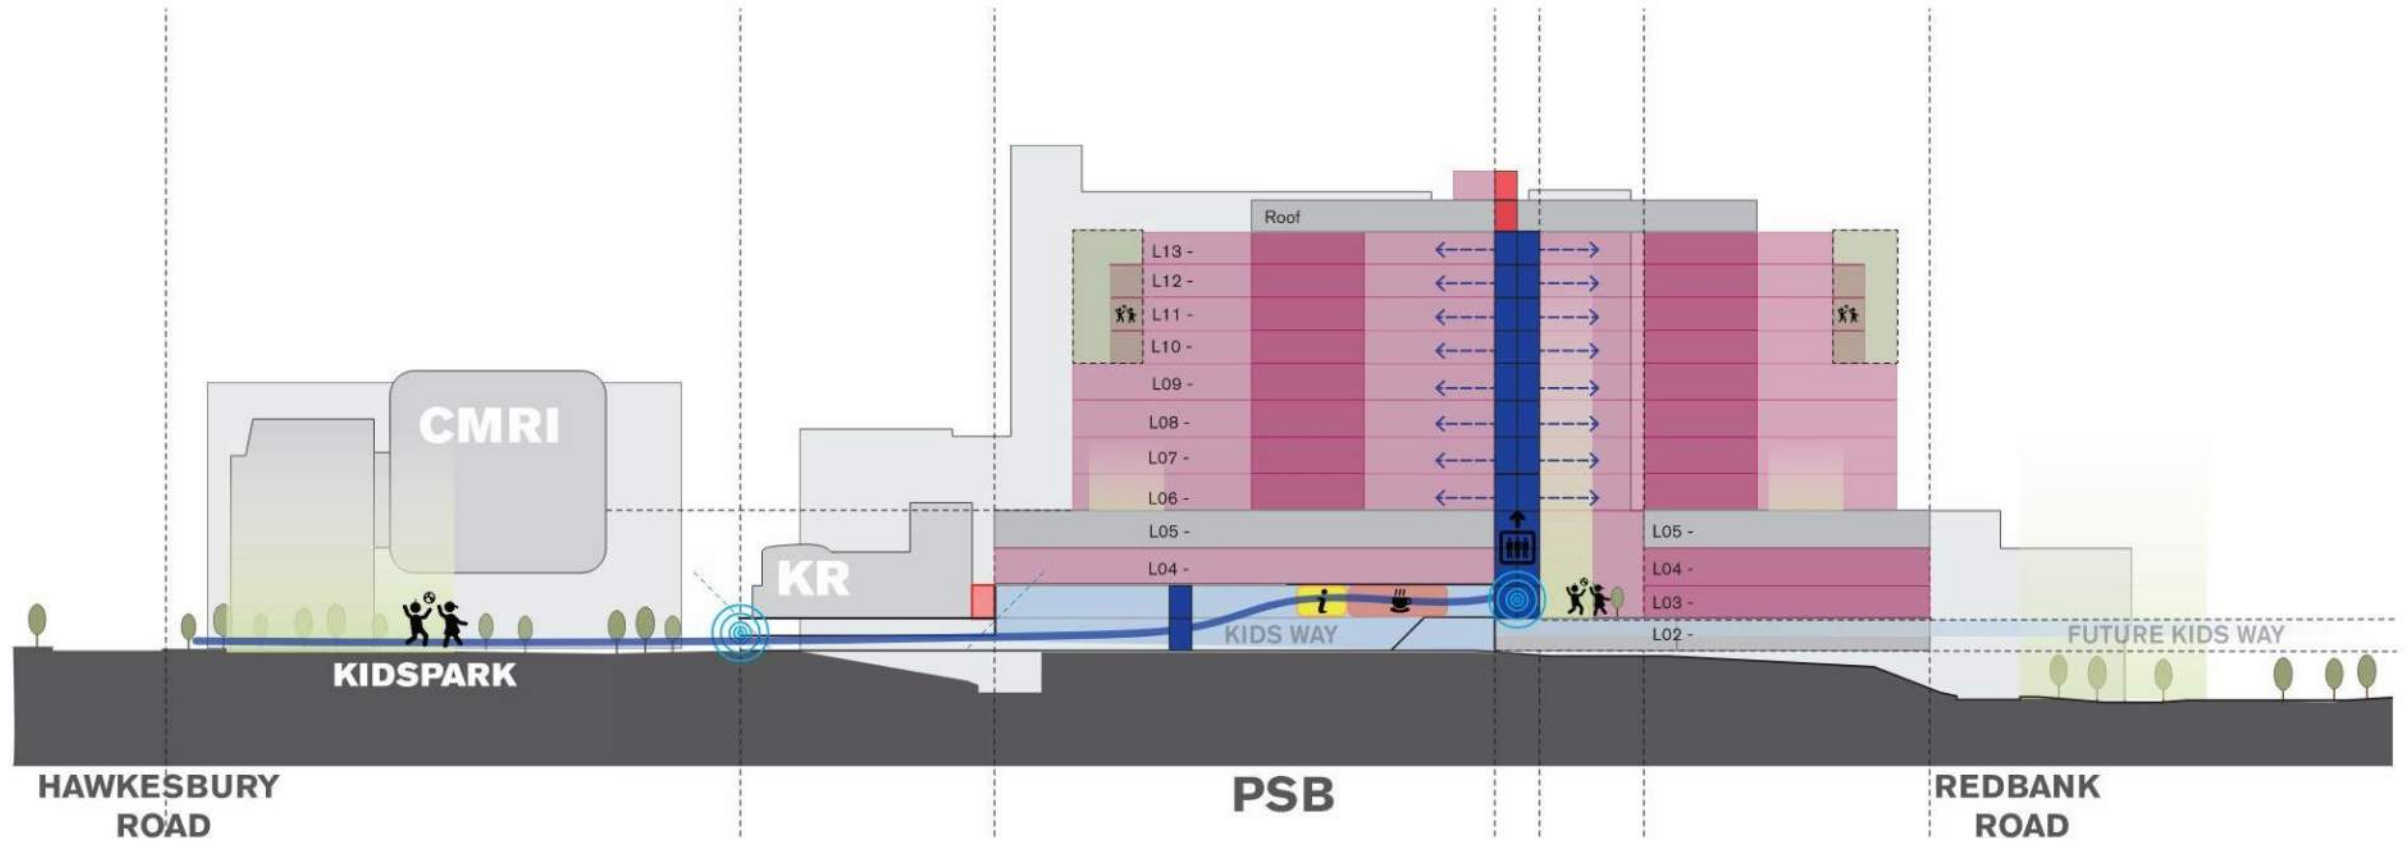 Roof
L13 -
L12 -
L11 -
L10 -
L09 -
CMRI
L08 -
L07 -
L06 -
L05 -
L05 -
KR
L04 -
L04 -
i
L03 -
KIDS WAY
L02 -
FUTURE KIDS WAY
KIDSPARK
HAWKESBURY
ROAD
PSB
REDBANK
ROAD